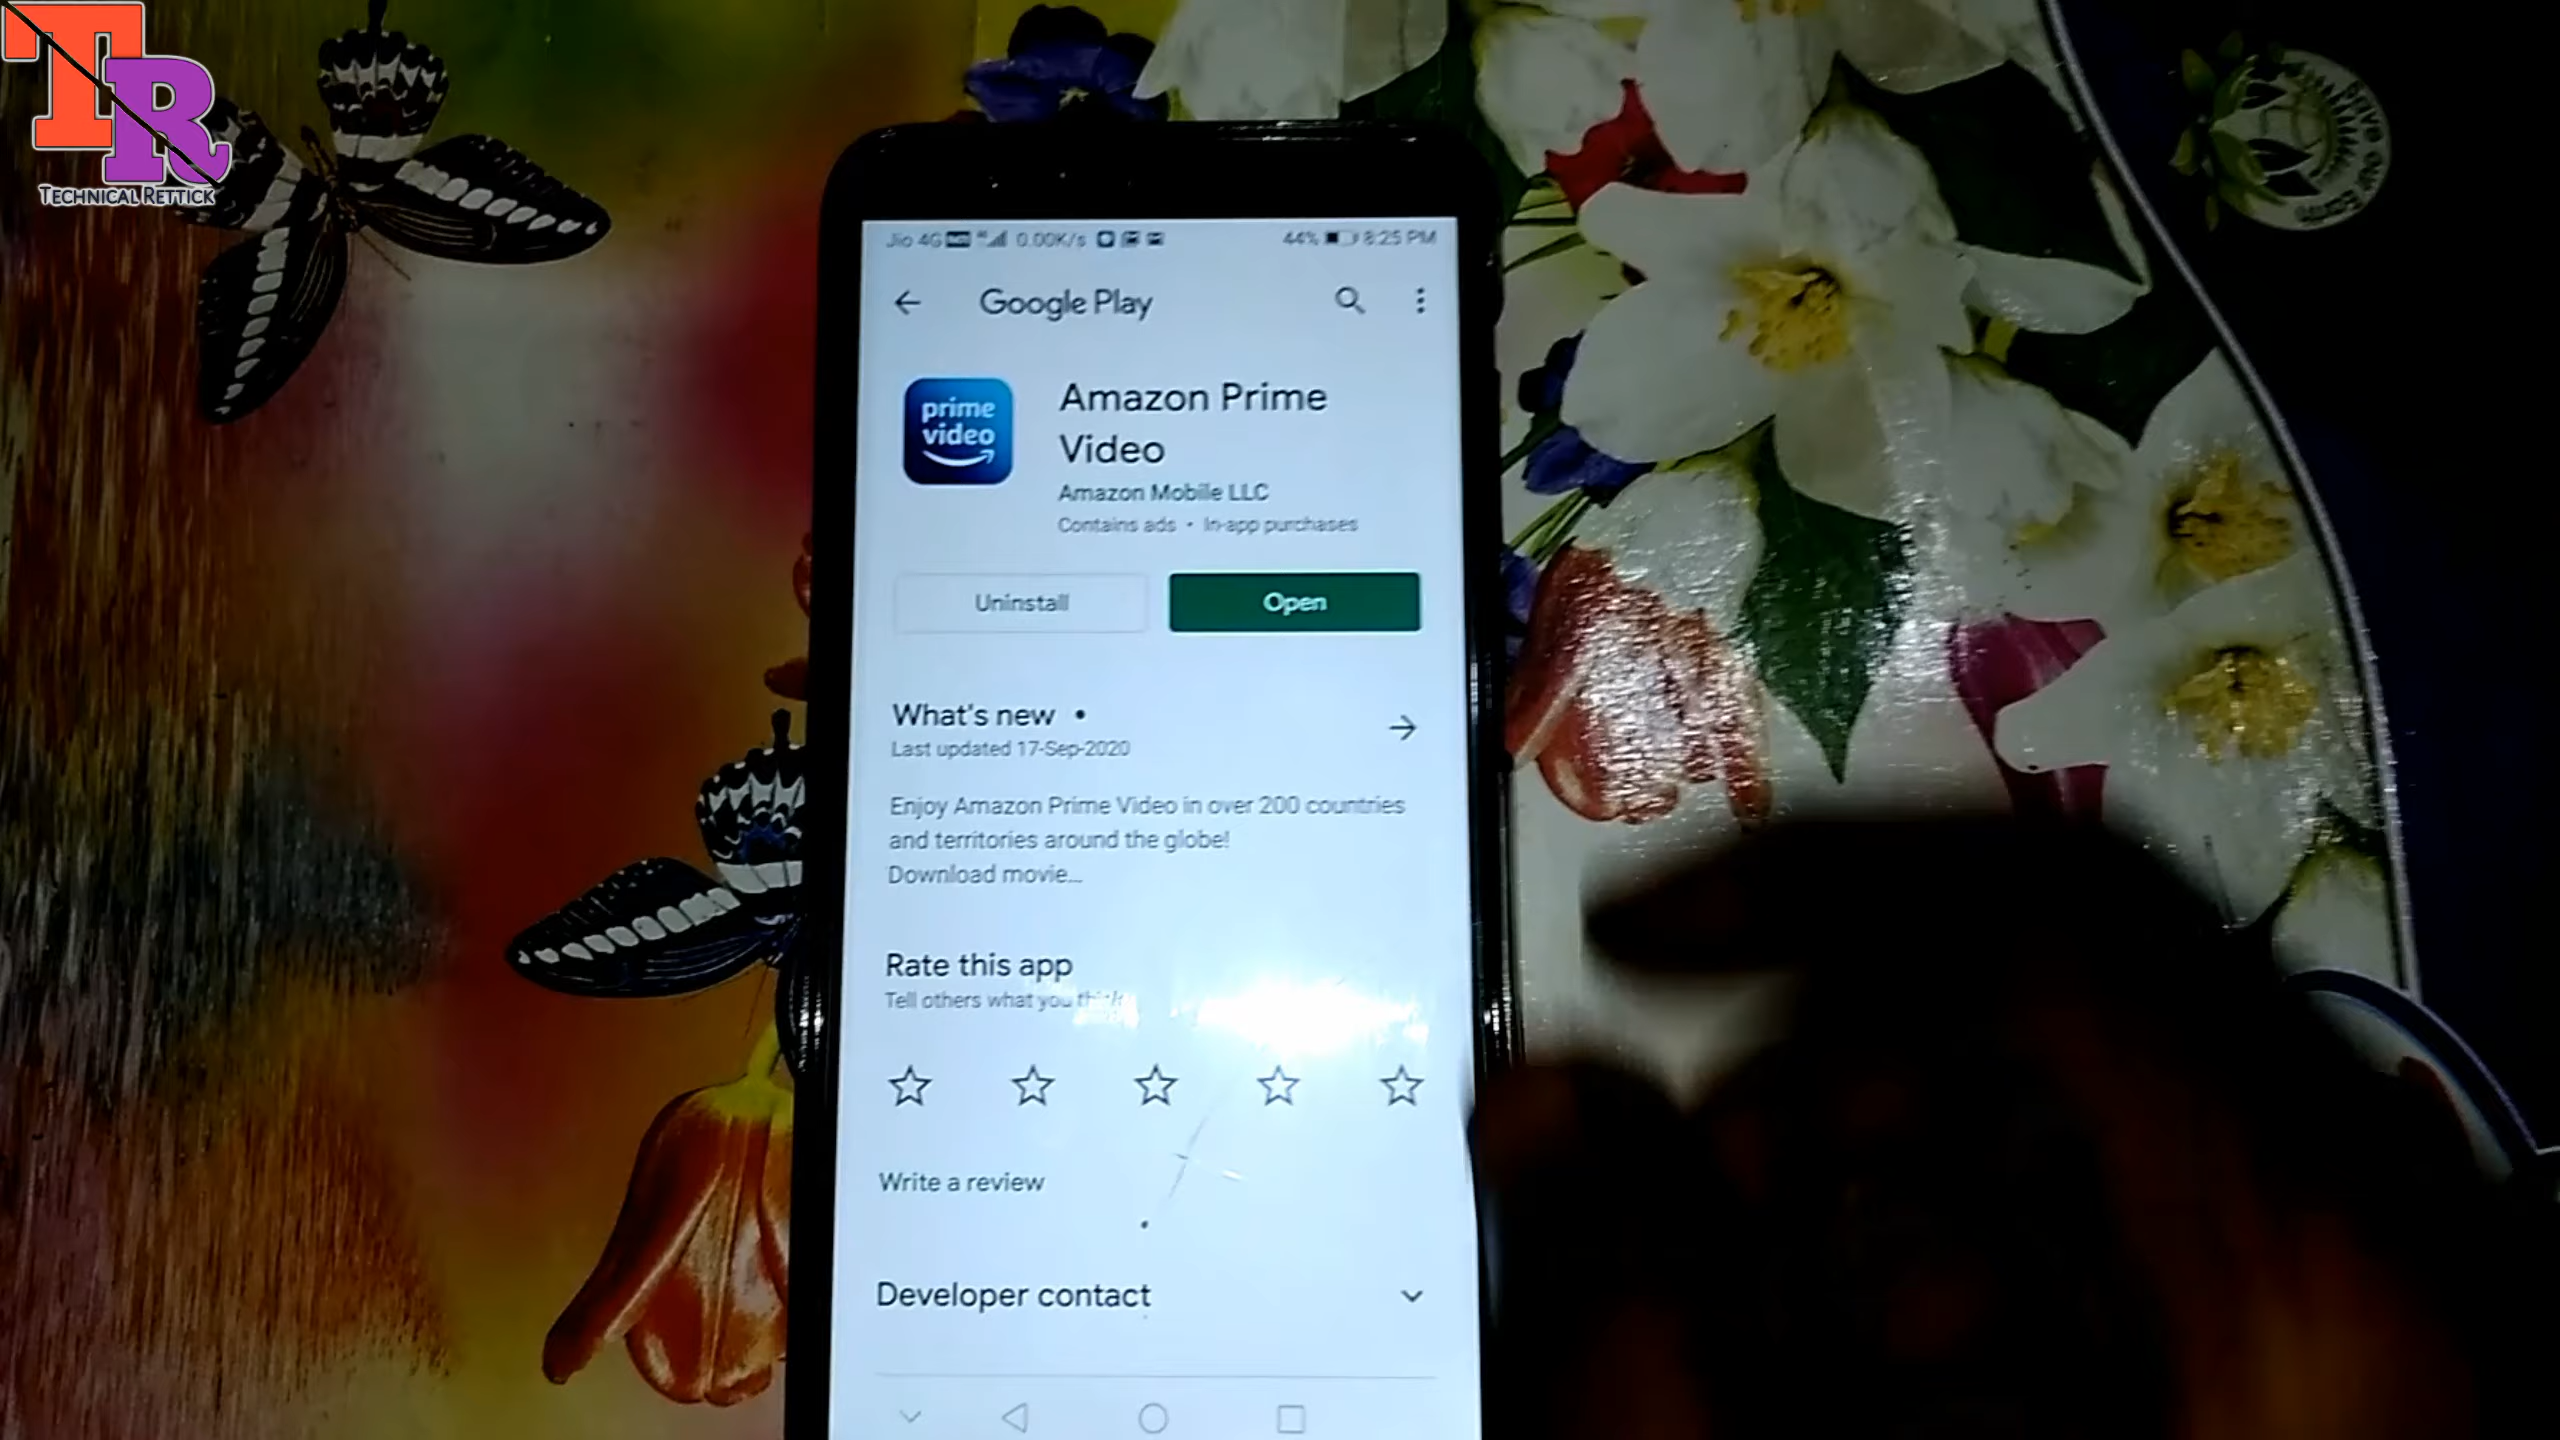 TR
TECHNICAL RETTICK
Jio 4G 0.00K/s 44% 8:25 PM
Google Play
prime
video
Amazon Prime
Video
Amazon Mobile LLC
Contains ads • In-app purchases
Uninstall
Open
What's new •
Last updated 17-Sep-2020
Enjoy Amazon Prime Video in over 200 countries
and territories around the globe!
Download movie...
Rate this app
Tell others what you think
Write a review
Developer contact